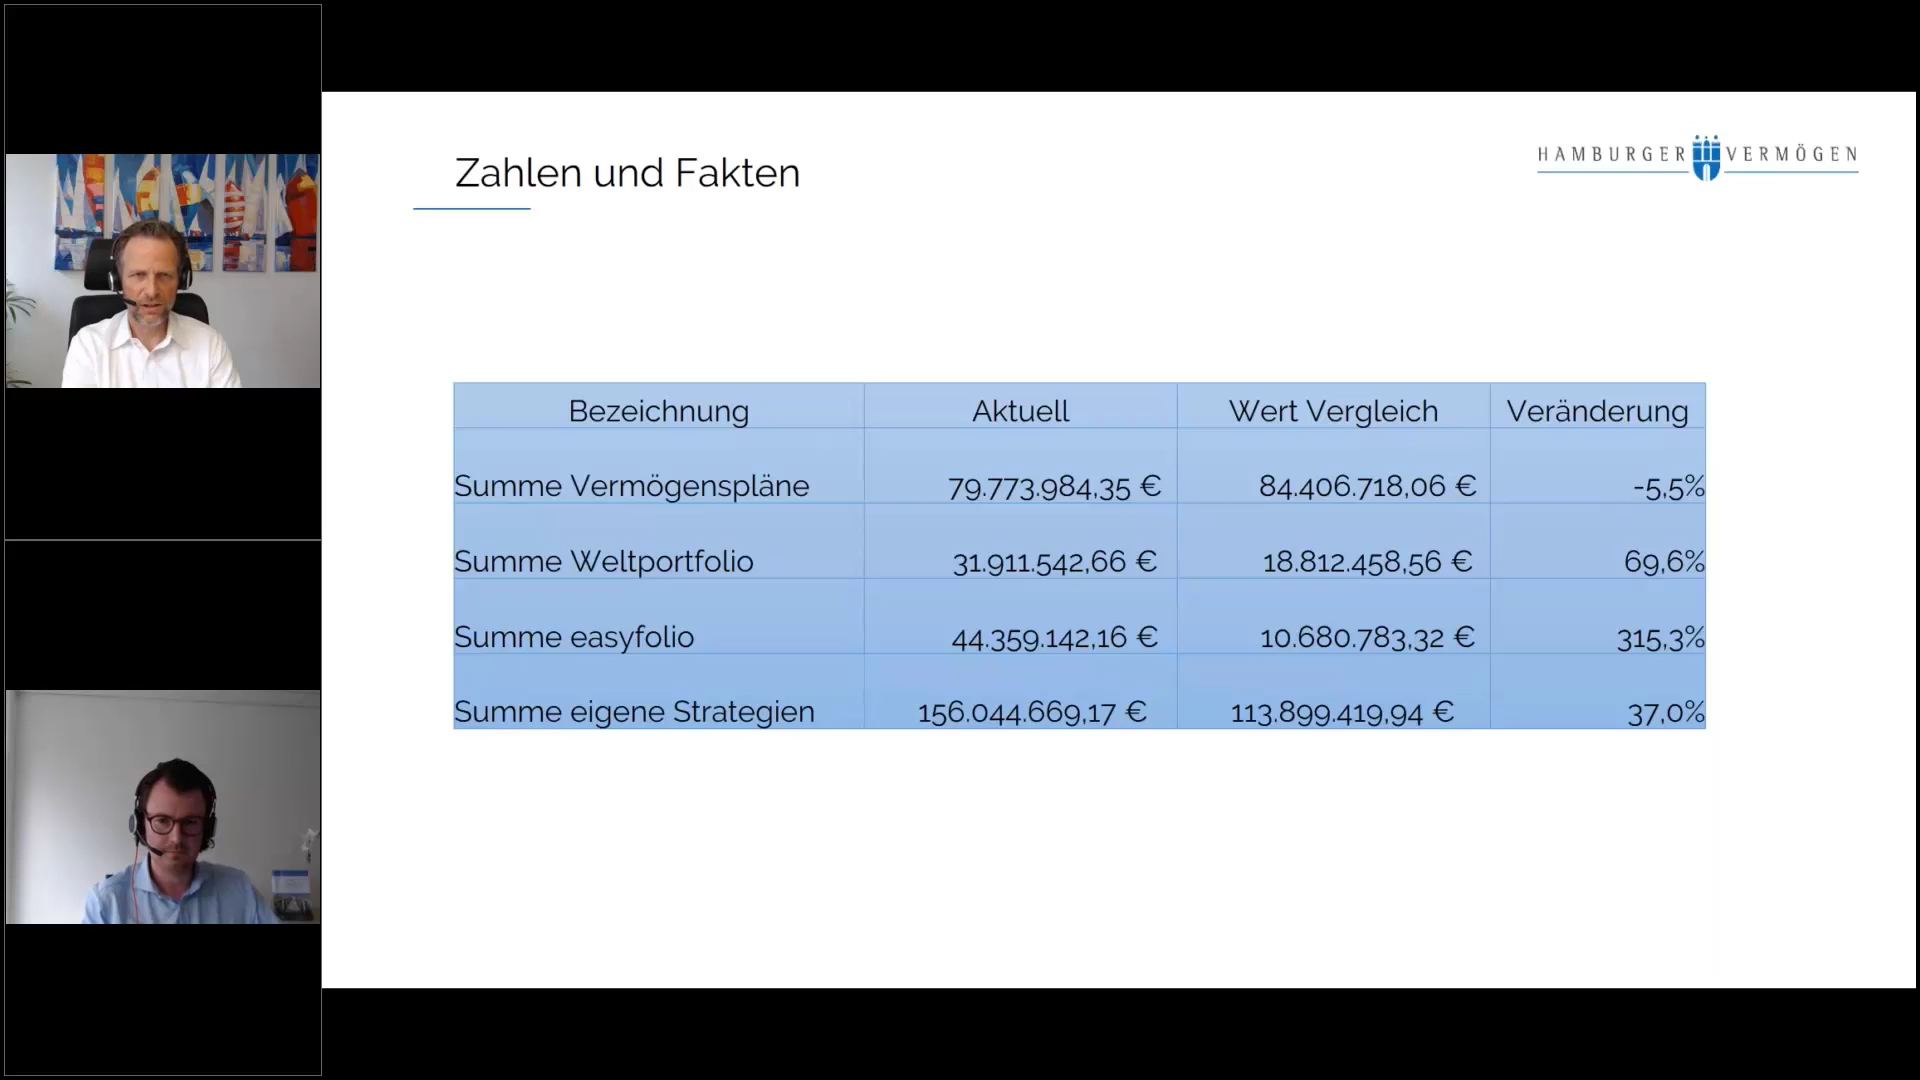 Zahlen und Fakten
HAMBURGER VERMÖGEN
Bezeichnung Aktuell Wert Vergleich Veränderung
Summe Vermögenspläne 79.773.984,35 € 84.406.718,06 € -5,5%
Summe Weltportfolio 31.911.542,66 € 18.812.458,56 € 69,6%
Summe easyfolio 44.359.142,16 € 10.680.783,32 € 315,3%
Summe eigene Strategien 156.044.669,17 € 113.899.419,94 € 37,0%